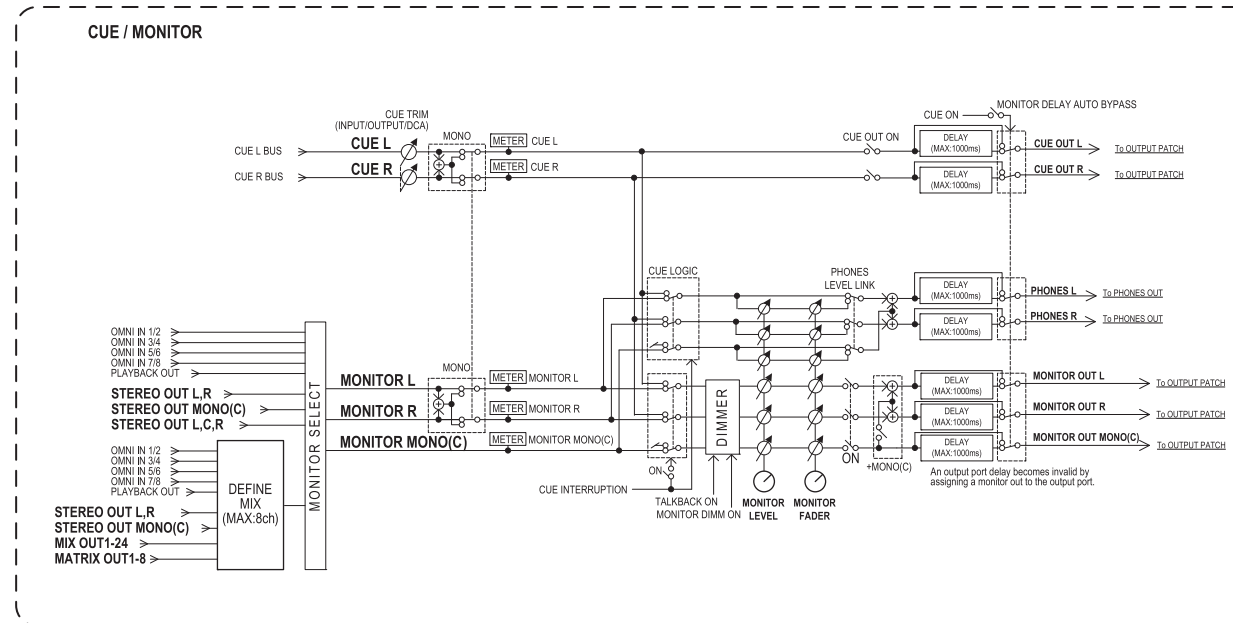 CUE / MONITOR
MONITOR DELAY AUTO BYPASS
CUE TRIM
(INPUT/OUTPUT/DCA)
CUE ON
CUE L BUS
CUE L
MONO
METER CUE L
CUE OUT ON
DELAY
(MAX:1000ms)
CUE OUT L
To OUTPUT PATCH
CUE R BUS
CUE R
METER CUE R
DELAY
(MAX:1000ms)
CUE OUT R
To OUTPUT PATCH
CUE LOGIC
PHONES
LEVEL LINK
DELAY
(MAX:1000ms)
PHONES L
To PHONES OUT
DELAY
(MAX:1000ms)
PHONES R
To PHONES OUT
OMNI IN 1/2
OMNI IN 3/4
OMNI IN 5/6
OMNI IN 7/8
PLAYBACK OUT
STEREO OUT L,R
STEREO OUT MONO(C)
STEREO OUT L,C,R
OMNI IN 1/2
OMNI IN 3/4
OMNI IN 5/6
OMNI IN 7/8
PLAYBACK OUT
STEREO OUT L,R
STEREO OUT MONO(C)
MIX OUT1-24
MATRIX OUT1-8
DEFINE
MIX
(MAX:8ch)
MONITOR SELECT
MONITOR L
MONO
METER MONITOR L
MONITOR R
METER MONITOR R
MONITOR MONO(C)
METER MONITOR MONO(C)
ON
CUE INTERRUPTION
DIMMER
TALKBACK ON
MONITOR DIMM ON
MONITOR
LEVEL
MONITOR
FADER
ON
+MONO(C)
DELAY
(MAX:1000ms)
MONITOR OUT L
To OUTPUT PATCH
DELAY
(MAX:1000ms)
MONITOR OUT R
To OUTPUT PATCH
DELAY
(MAX:1000ms)
MONITOR OUT MONO(C)
To OUTPUT PATCH
An output port delay becomes invalid by
assigning a monitor out to the output port.